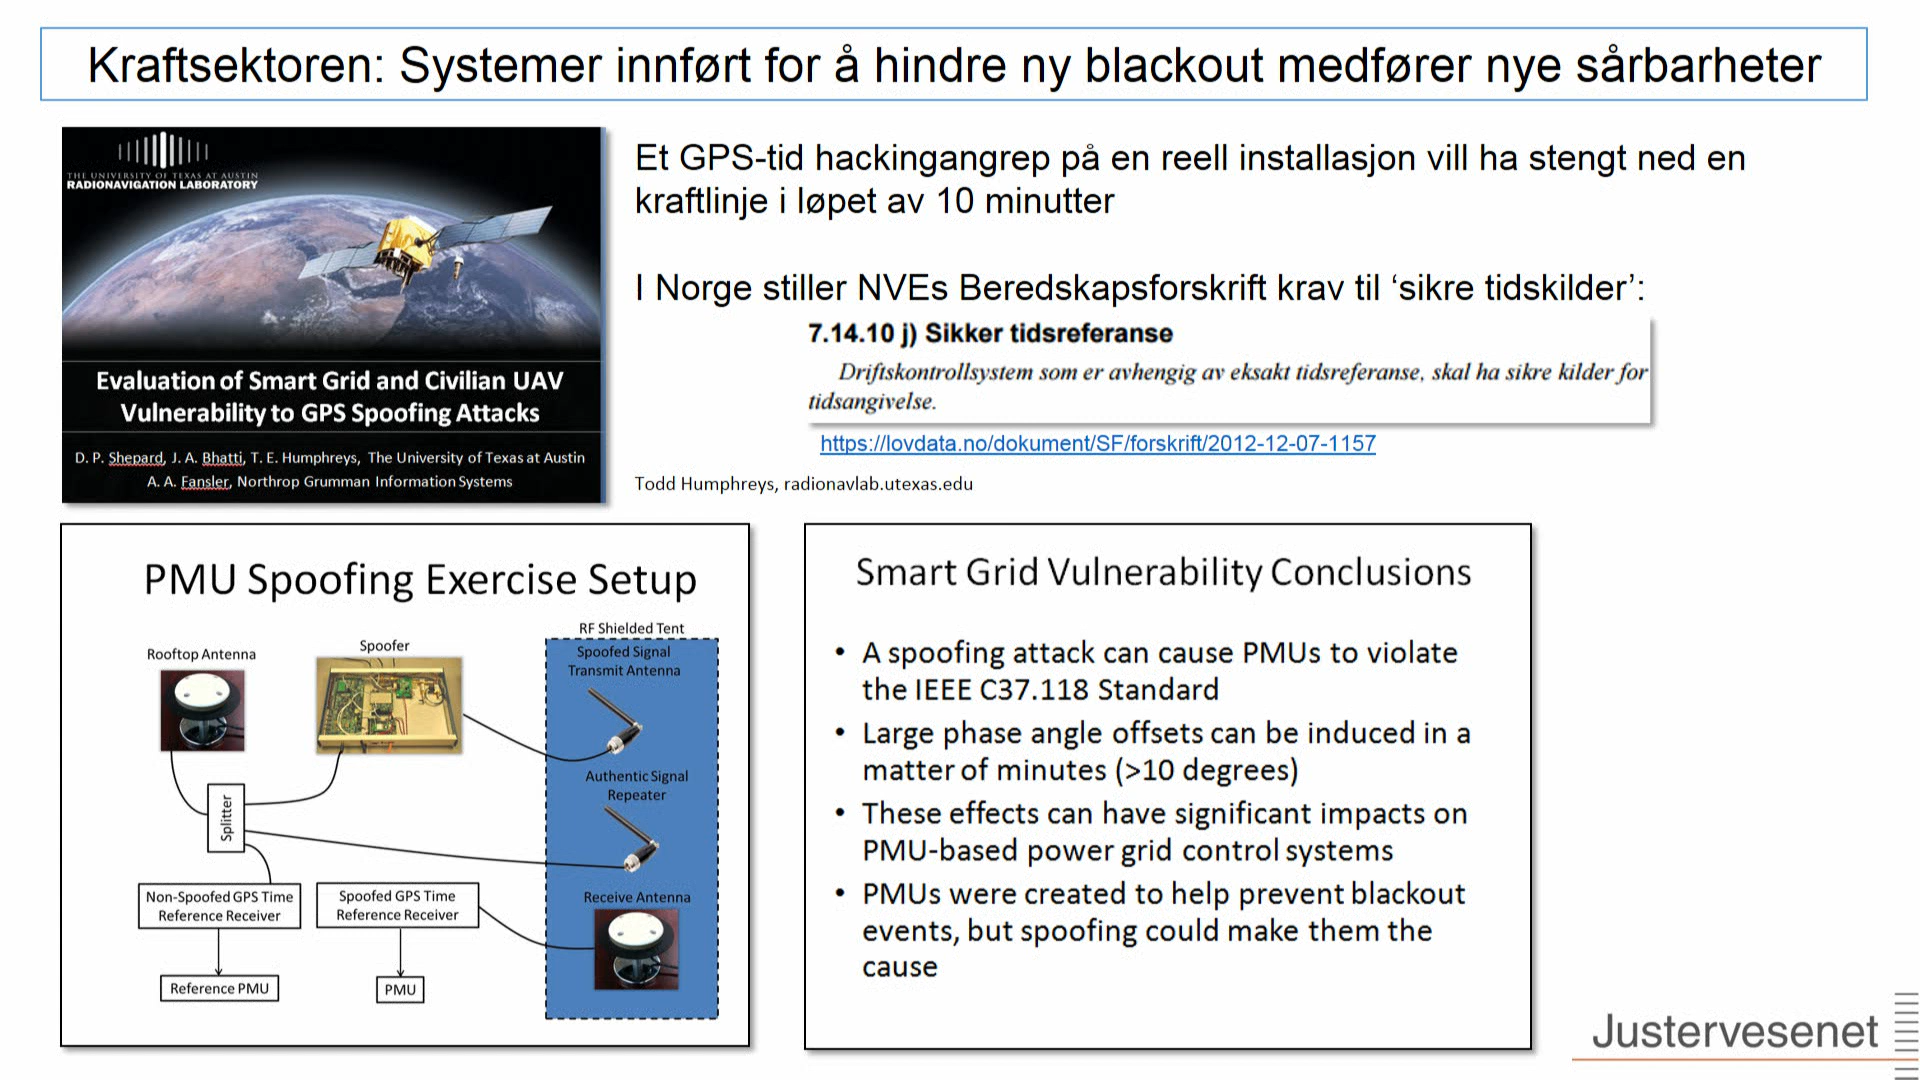 Kraftsektoren: Systemer innført for å hindre ny blackout medfører nye sårbarheter
THE UNIVERSITY OF TEXAS AT AUSTIN
RADIONAVIGATION LABORATORY
Evaluation of Smart Grid and Civilian UAV
Vulnerability to GPS Spoofing Attacks
D. P. Shepard, J. A. Bhatti, T. E. Humphreys, The University of Texas at Austin
A. A. Fansler, Northrop Grumman Information Systems
Et GPS-tid hackingangrep på en reell installasjon vill ha stengt ned en
kraftlinje i løpet av 10 minutter
I Norge stiller NVEs Beredskapsforskrift krav til ‘sikre tidskilder’:
7.14.10 j) Sikker tidsreferanse
Driftskontrollsystem som er avhengig av eksakt tidsreferanse, skal ha sikre kilder for
tidsangivelse.
https://lovdata.no/dokument/SF/forskrift/2012-12-07-1157
Todd Humphreys, radionavlab.utexas.edu
PMU Spoofing Exercise Setup
RF Shielded Tent
Rooftop Antenna
Spoofer
Spoofed Signal
Transmit Antenna
Authentic Signal
Repeater
Splitter
Non-Spoofed GPS Time
Reference Receiver
Spoofed GPS Time
Reference Receiver
Receive Antenna
Reference PMU
PMU
Smart Grid Vulnerability Conclusions
• A spoofing attack can cause PMUs to violate
the IEEE C37.118 Standard
• Large phase angle offsets can be induced in a
matter of minutes (>10 degrees)
• These effects can have significant impacts on
PMU-based power grid control systems
• PMUs were created to help prevent blackout
events, but spoofing could make them the
cause
Justervesenet